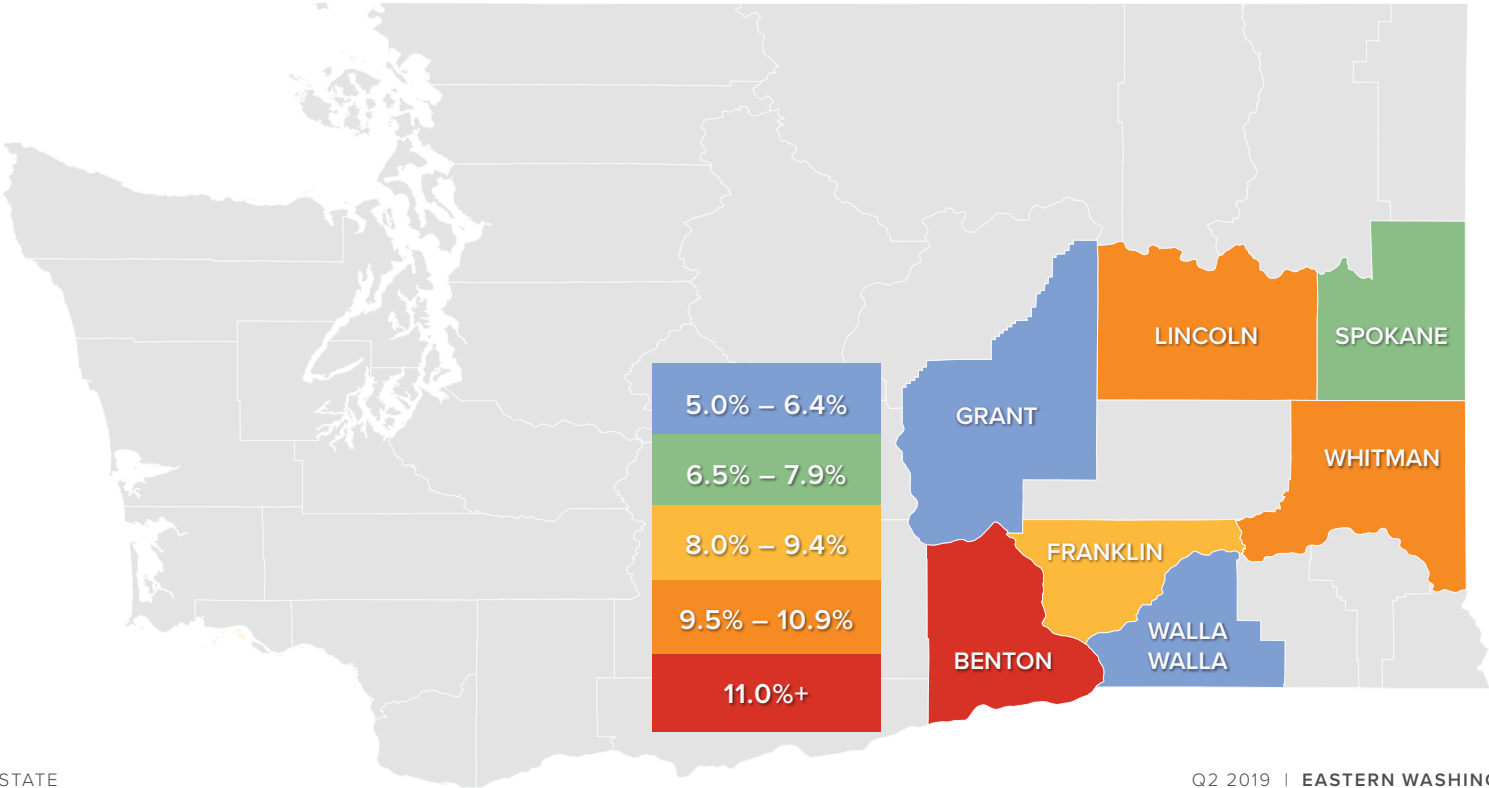 LINCOLN
SPOKANE
GRANT
WHITMAN
FRANKLIN
WALLA
WALLA
BENTON
5.0% – 6.4%
6.5% – 7.9%
8.0% – 9.4%
9.5% – 10.9%
11.0%+
STATE
Q2 2019 | EASTERN WASHING